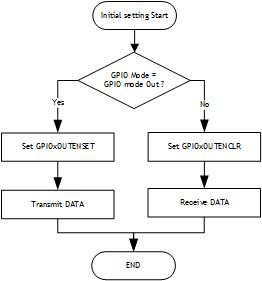 Initial setting Start
GPIO Mode =
GPIO mode Out?
Yes
No
Set GPIOxOUTENSET
Set GPIOxOUTENCLR
Transmit DATA
Receive DATA
END